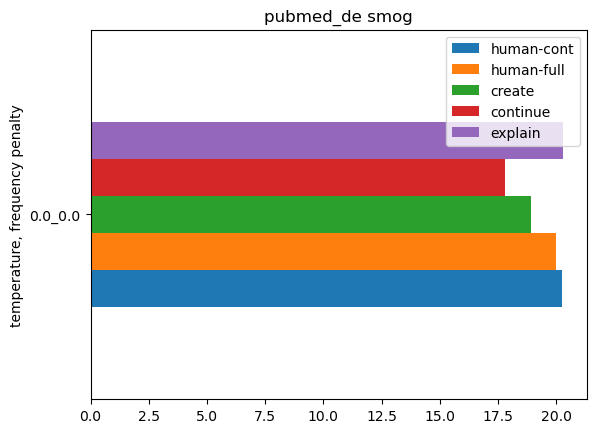 pubmed_de smog
human-cont
human-full
create
continue
explain
temperature, frequency penalty
0.0_0.0
0.0 2.5 5.0 7.5 10.0 12.5 15.0 17.5 20.0